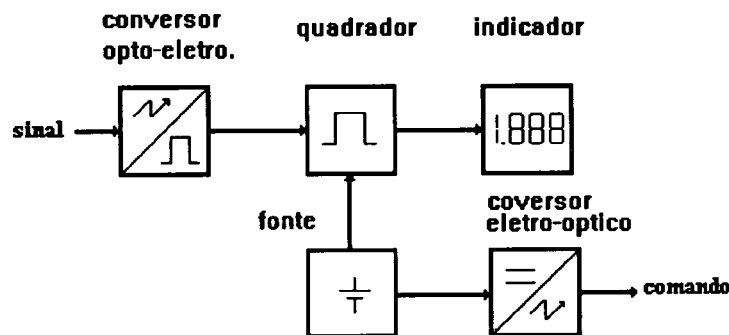 conversor
opto-eletro.
quadrador
indicador
sinal
1.888
fonte
coversor
eletro-optico
comando